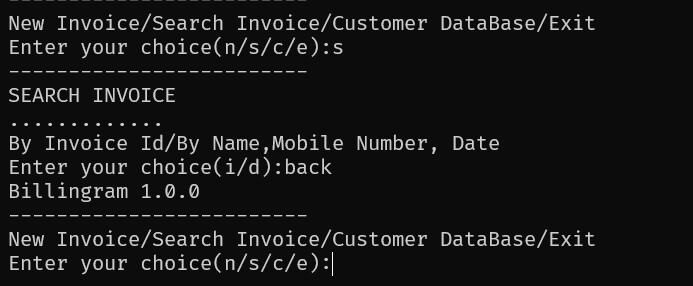 -------------------------
New Invoice/Search Invoice/Customer DataBase/Exit
Enter your choice(n/s/c/e):s
-------------------------
SEARCH INVOICE
.............
By Invoice Id/By Name,Mobile Number, Date
Enter your choice(i/d):back
Billingram 1.0.0
-------------------------
New Invoice/Search Invoice/Customer DataBase/Exit
Enter your choice(n/s/c/e):